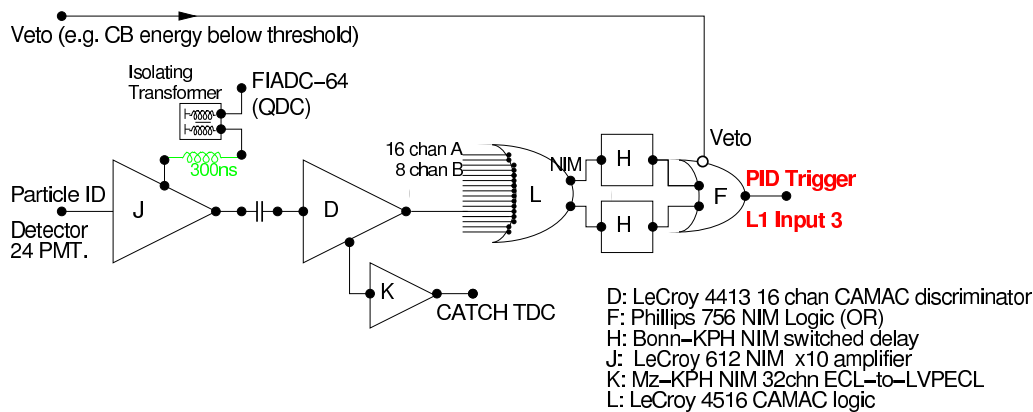 Veto (e.g. CB energy below threshold)
Isolating
Transformer
FIADC-64
(QDC)
300ns
16 chan A
8 chan B
NIM
Veto
H
Particle ID
Detector
24 PMT.
J
D
L
H
F
PID Trigger
L1 Input 3
K
CATCH TDC
D: LeCroy 4413 16 chan CAMAC discriminator
F: Phillips 756 NIM Logic (OR)
H: Bonn-KPH NIM switched delay
J: LeCroy 612 NIM x10 amplifier
K: Mz-KPH NIM 32chn ECL-to-LVPECL
L: LeCroy 4516 CAMAC logic